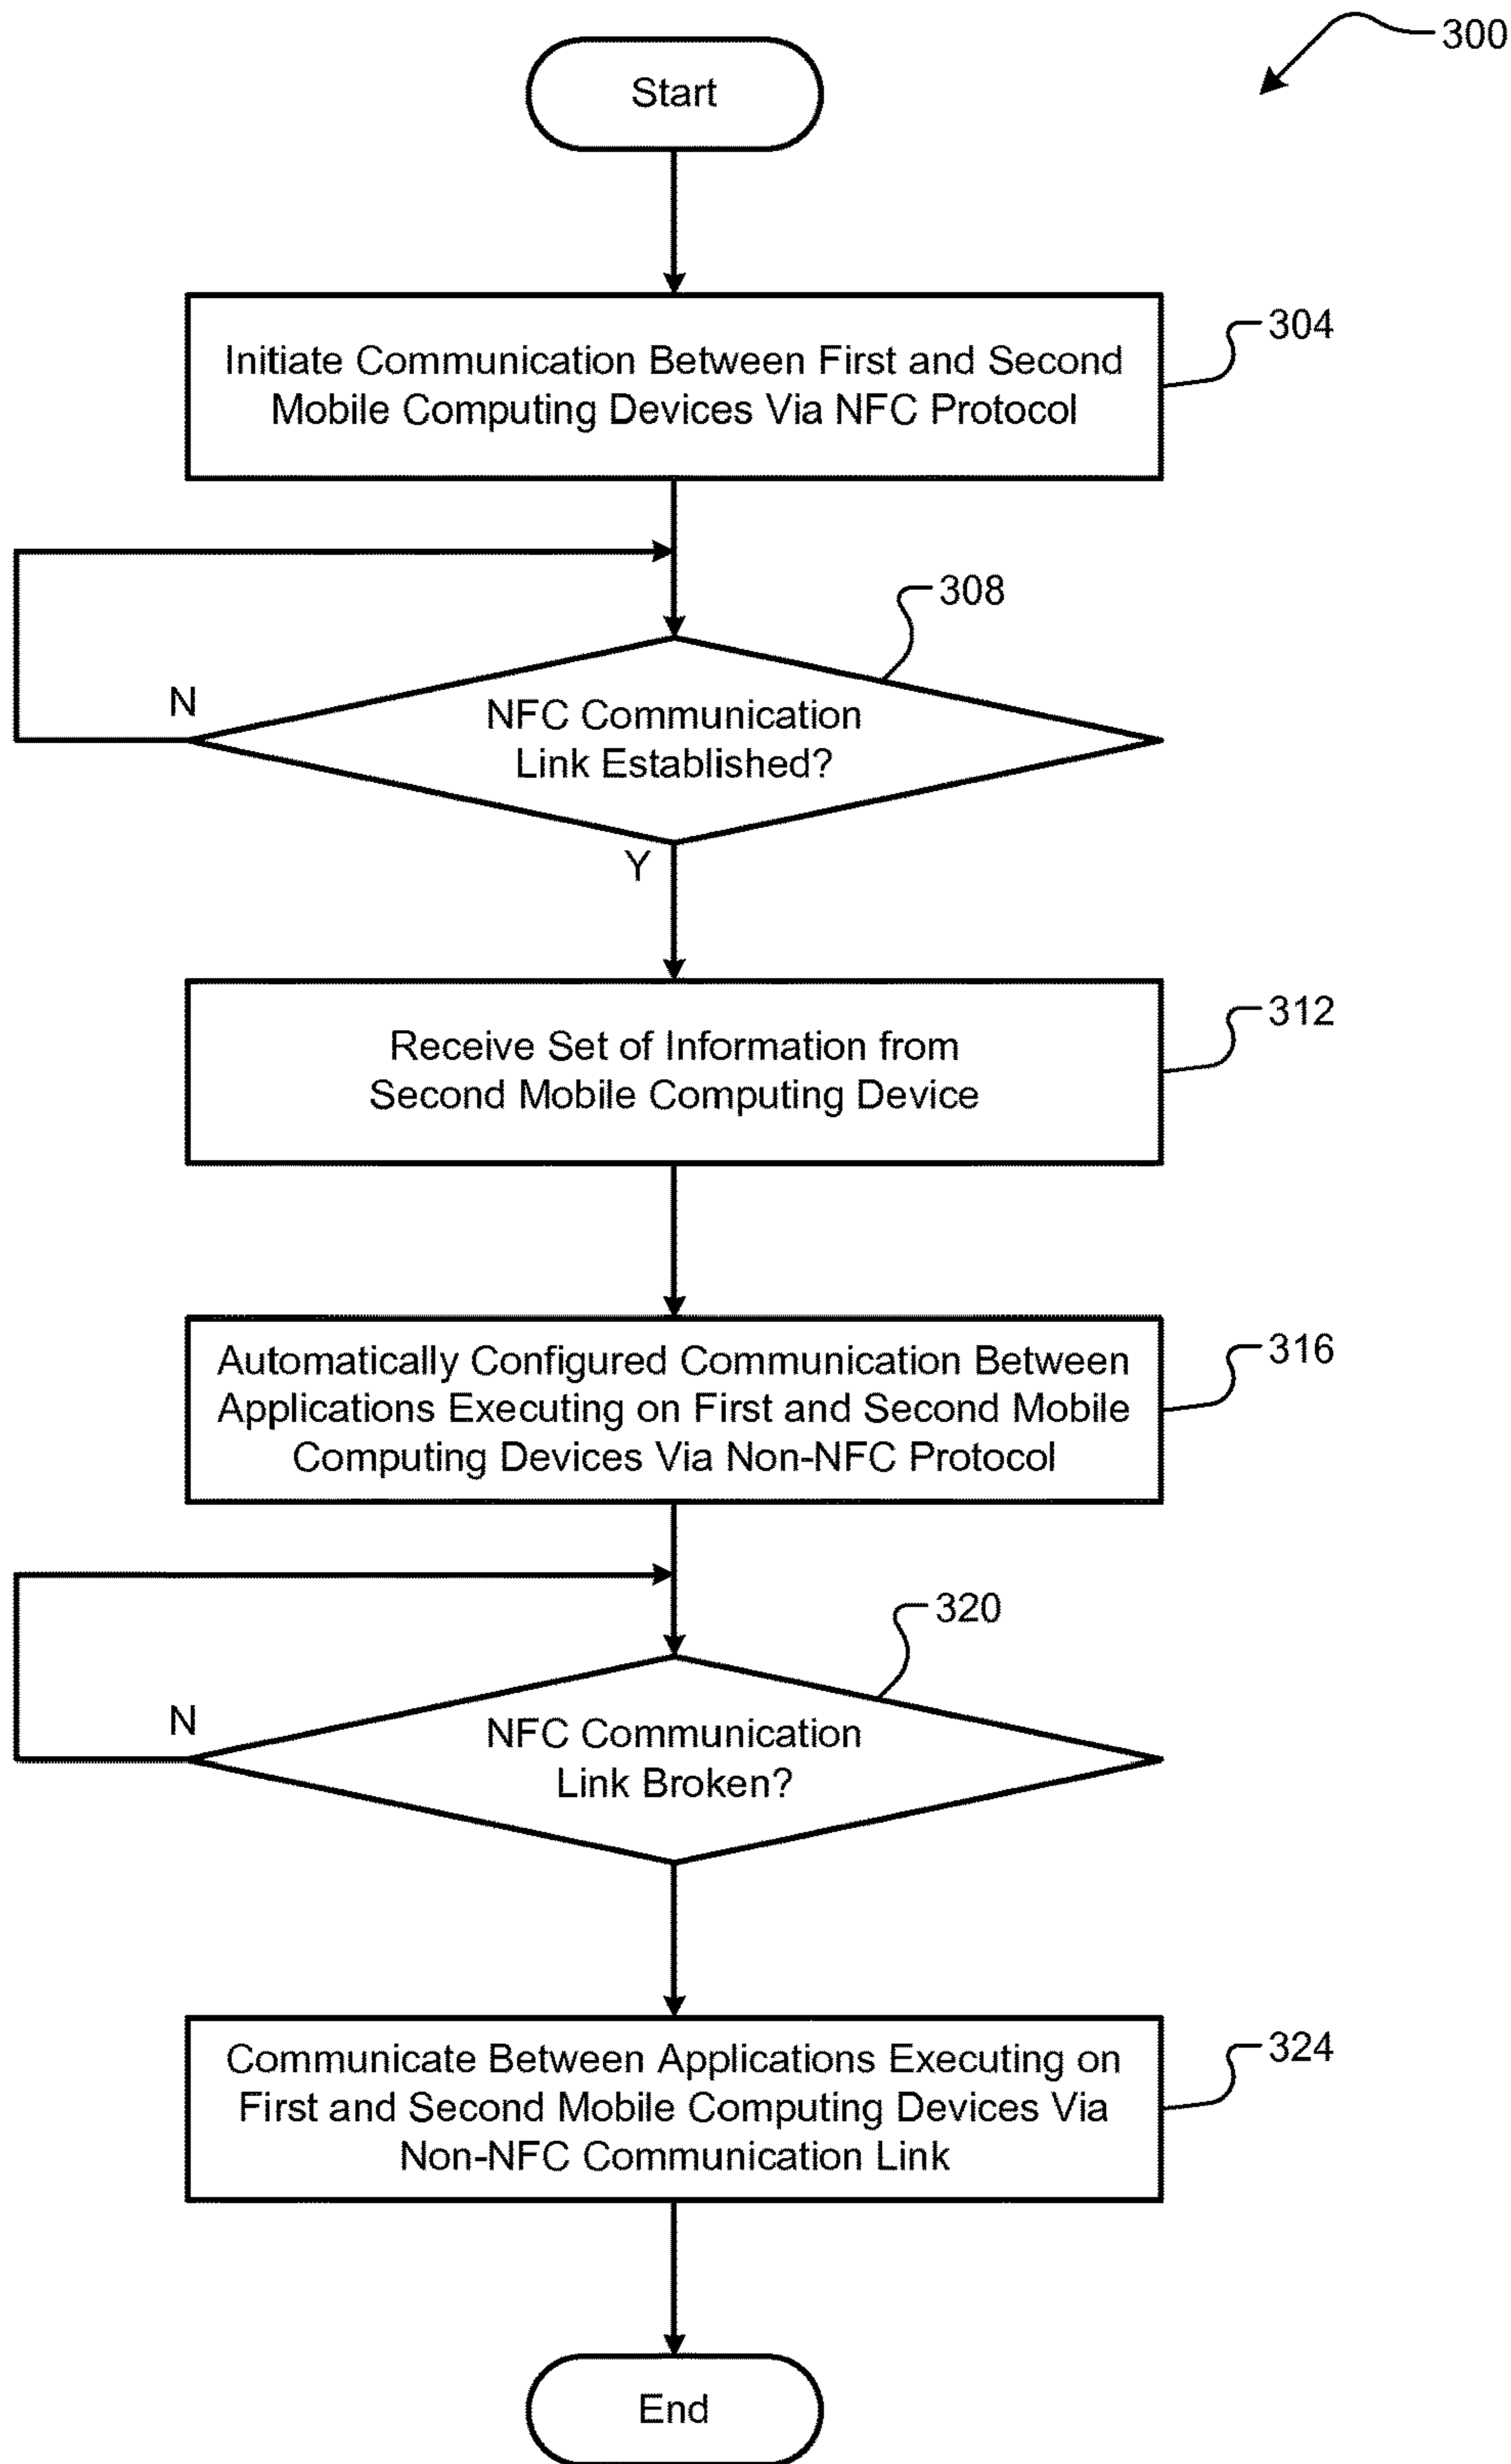 300
Start
Initiate Communication Between First and Second
Mobile Computing Devices Via NFC Protocol
304
308
NFC Communication
Link Established?
N
Y
Receive Set of Information from
Second Mobile Computing Device
312
Automatically Configured Communication Between
Applications Executing on First and Second Mobile
Computing Devices Via Non-NFC Protocol
316
320
NFC Communication
Link Broken?
N
Communicate Between Applications Executing on
First and Second Mobile Computing Devices Via
Non-NFC Communication Link
324
End